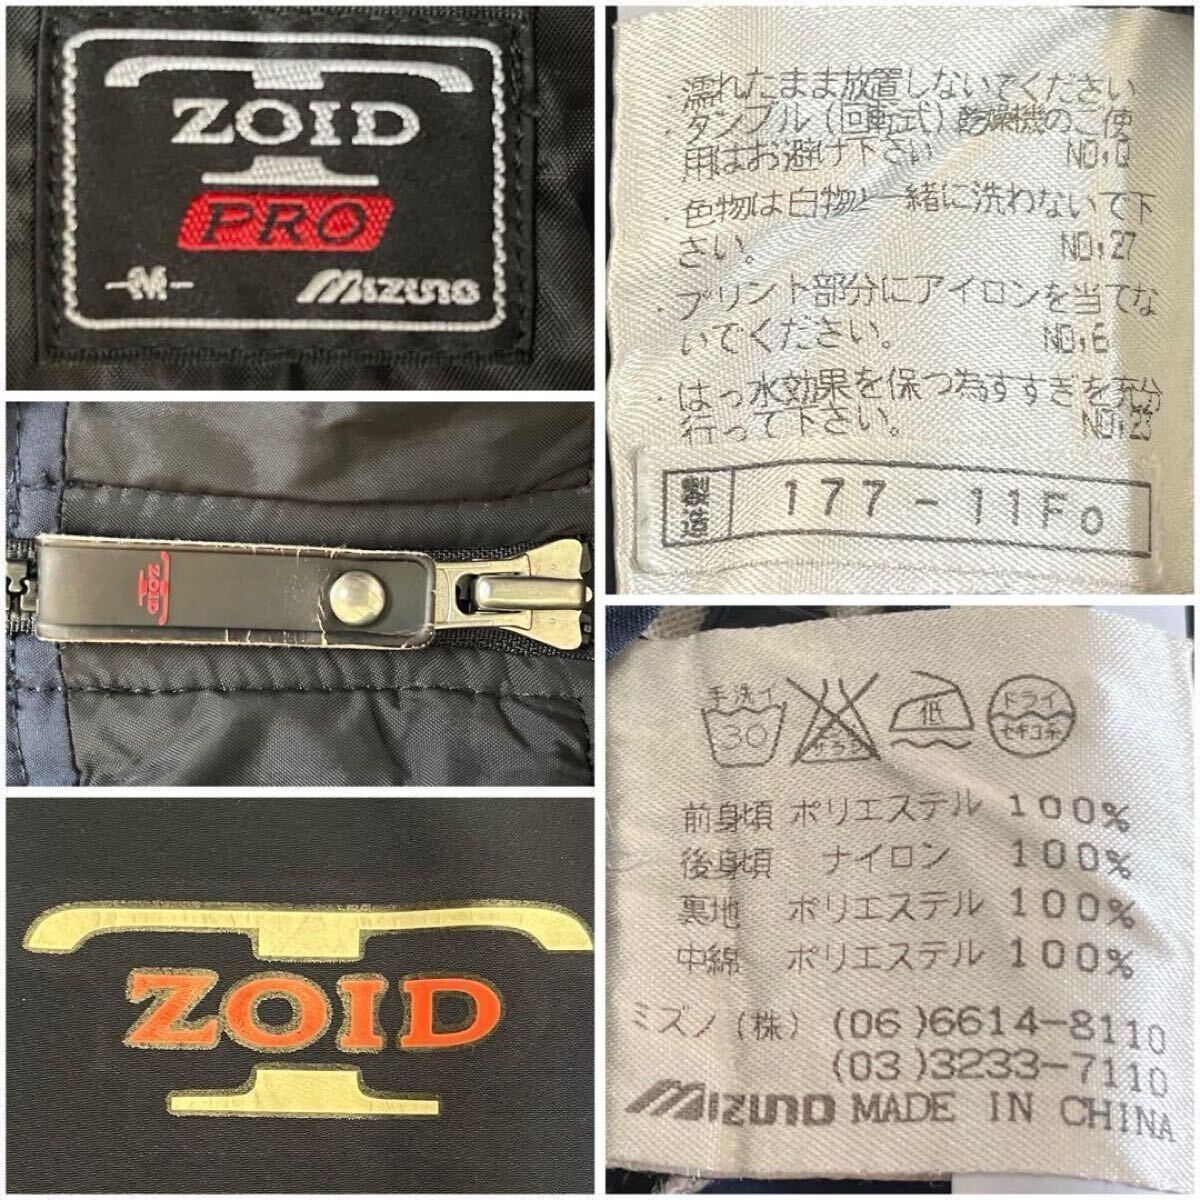 ZOID
PRO
-M- MIZUNO
ZOID
ZOID
・濡れたまま放置しないでください
・タンブル(回転式)乾燥機のご使
用はお避け下さい NO:0
・色物は白物と一緒に洗わないで下
さい。 NO:27
・プリント部分にアイロンを当てな
いでください。 NO:6
・はっ水効果を保つ為すすぎを充分
行って下さい。
製造 177-11Fo
手洗イ 30 サラシ 低 ドライ セキユ系
前身頃 ポリエステル 100%
後身頃 ナイロン 100%
裏地 ポリエステル 100%
中綿 ポリエステル 100%
ミズノ(株) (06)6614-8110
(03)3233-7110
MIZUNO MADE IN CHINA